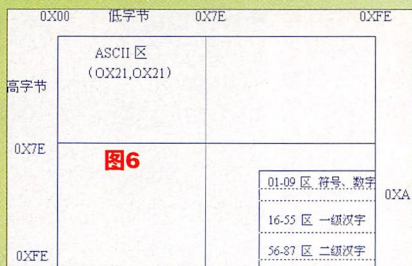 0X00 低字节 0X7E 0XFE
ASCII 区
(OX21,OX21)
高字节
0X7E
图6
01-09 区 符号、数字
0XA
16-55 区 一级汉字
56-87 区 二级汉字
0XFE